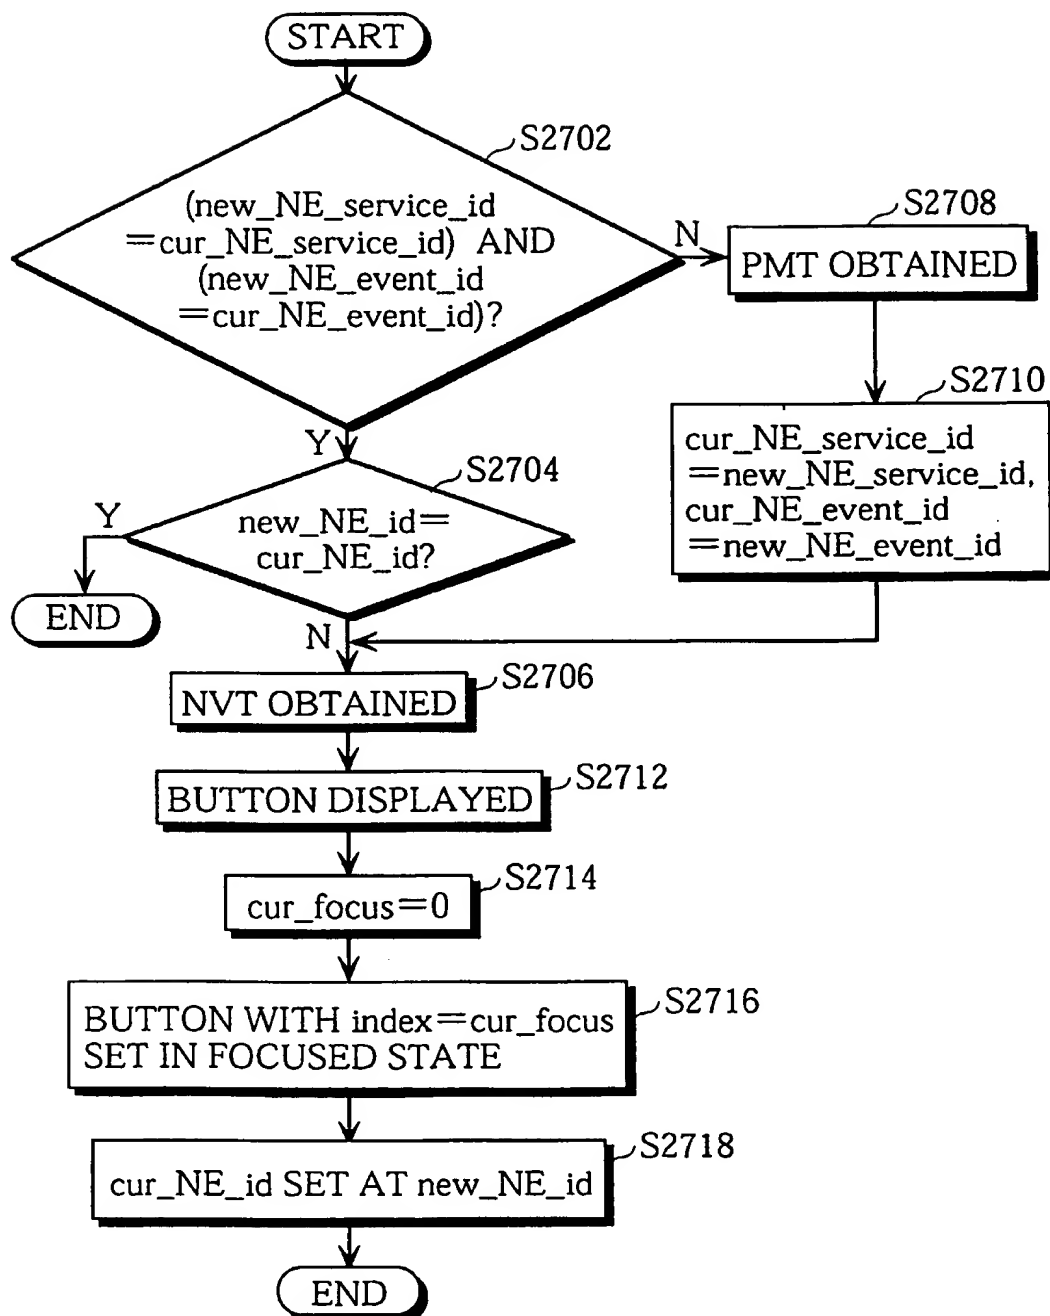 START
S2702
(new_NE_service_id
=cur_NE_service_id) AND
(new_NE_event_id
=cur_NE_event_id)?
N
S2708
PMT OBTAINED
S2710
cur_NE_service_id
=new_NE_service_id,
cur_NE_event_id
=new_NE_event_id
Y
S2704
new_NE_id=
cur_NE_id?
Y
END
N
S2706
NVT OBTAINED
S2712
BUTTON DISPLAYED
S2714
cur_focus=0
S2716
BUTTON WITH index=cur_focus
SET IN FOCUSED STATE
S2718
cur_NE_id SET AT new_NE_id
END